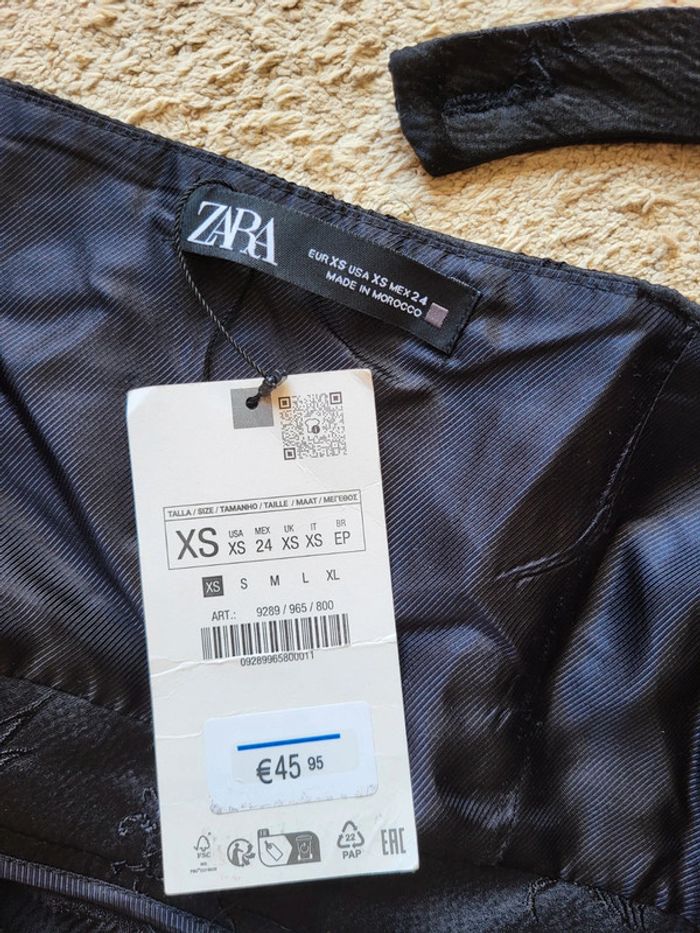 ZARA
EUR XS USA XS MEX 24
MADE IN MOROCCO
TALLA / SIZE / TAMANHO / TAILLE / MAAT / ΜΕΓΕΘΟΣ
XS USA XS MEX 24 UK XS IT XS BR EP
XS S M L XL
ART.: 9289 / 965 / 800
09289965800011
€45 95
FSC
22
PAP
EAC